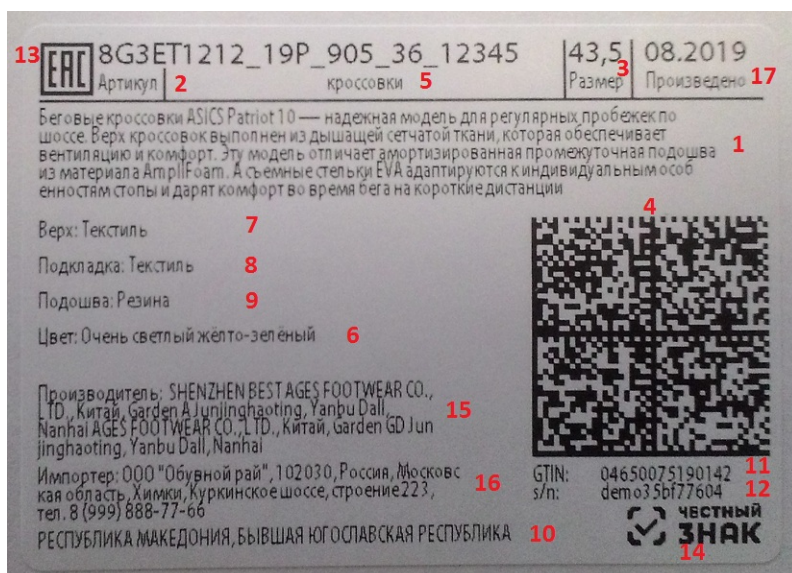 13 EAC 8G3ET1212_19P_905_36_12345 43,5 08.2019
Артикул 2 кроссовки 5 Размер 3 Произведено 17
Беговые кроссовки ASICS Patriot 10 — надежная модель для регулярных пробежек по
шоссе. Верх кроссовок выполнен из дышащей сетчатой ткани, которая обеспечивает
вентиляцию и комфорт. Эту модель отличает амортизированная промежуточная подошва 1
из материала AmplIFoam. А съемные стельки EVA адаптируются к индивидуальным особ
енностям стопы и дарят комфорт во время бега на короткие дистанции
4
Верх: Текстиль 7
Подкладка: Текстиль 8
Подошва: Резина 9
Цвет: Очень светлый жёлто-зелёный 6
Производитель: SHENZHEN BEST AGES FOOTWEAR CO.,
LTD., Китай, Garden A Junjinghaoting, Yanbu Dall, 15
Nanhai AGES FOOTWEAR CO., LTD., Китай, Garden GD Jun
jinghaoting, Yanbu Dall, Nanhai
Импортер: ООО "Обувной рай", 102030, Россия, Московс
кая область, Химки, Куркинское шоссе, строение 223, 16
тел. 8 (999) 888-77-66
РЕСПУБЛИКА МАКЕДОНИЯ, БЫВШАЯ ЮГОСЛАВСКАЯ РЕСПУБЛИКА 10
GTIN: 04650075190142 11
s/n: demo35bf77604 12
ЧЕСТНЫЙ
ЗНАК
14